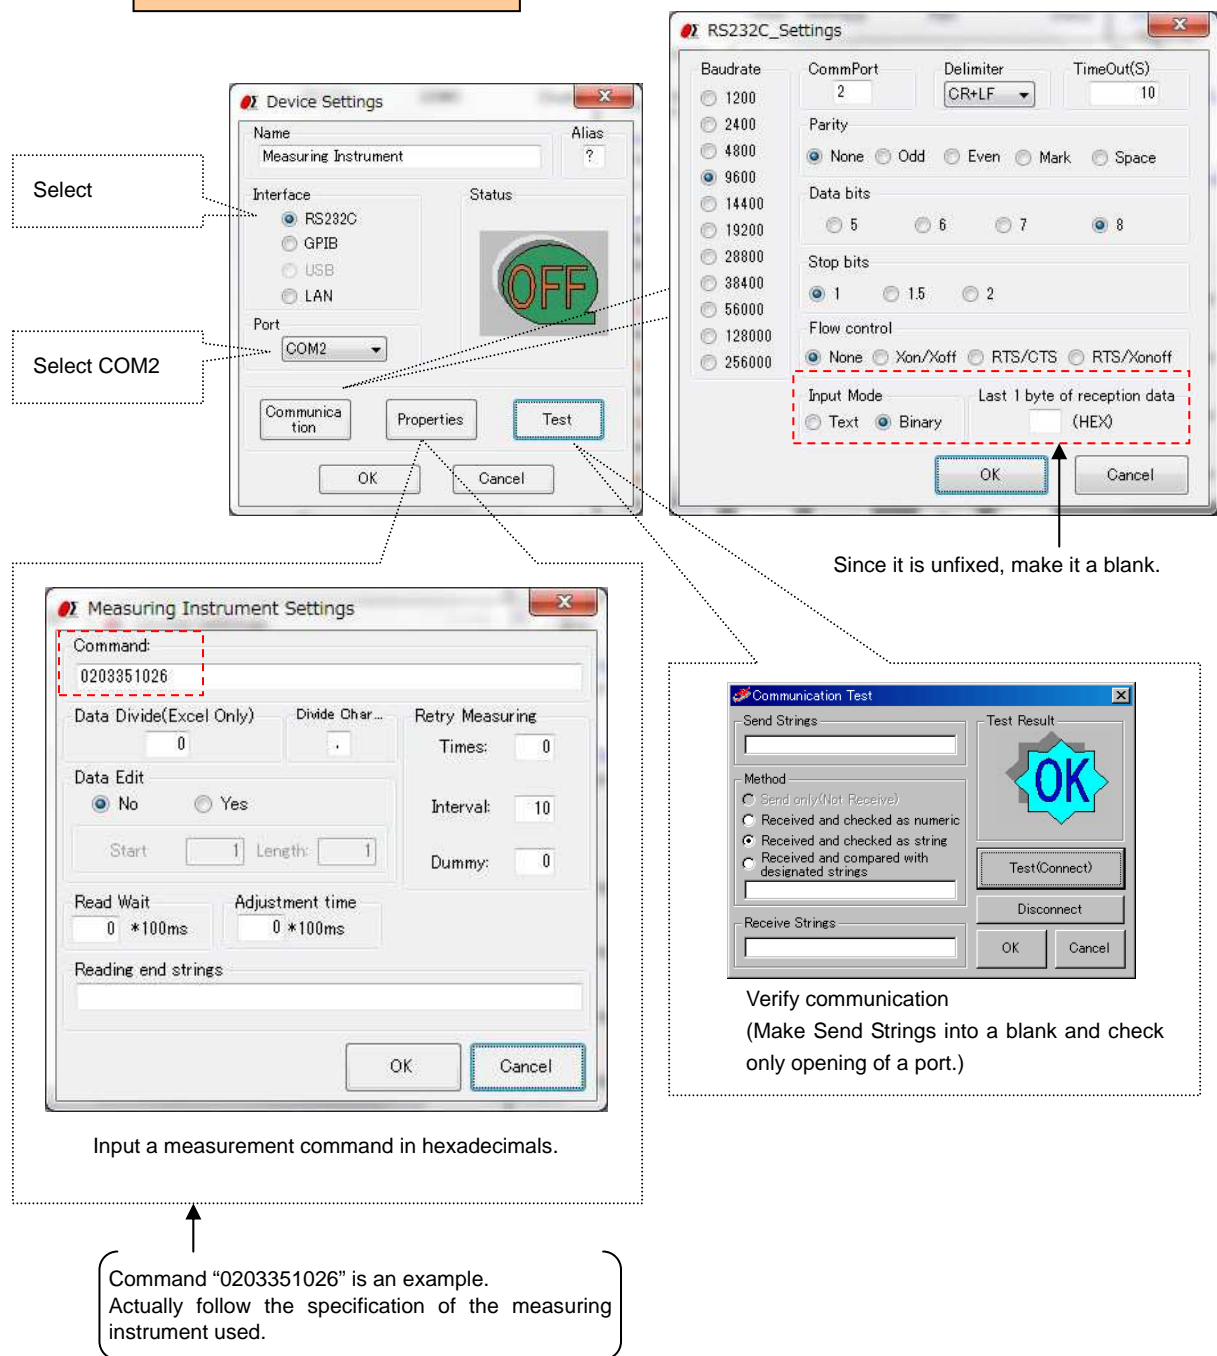 RS232C_Settings
Baudrate
1200
2400
4800
9600
14400
19200
28800
38400
56000
128000
256000
CommPort
2
Delimiter
CR+LF
TimeOut(S)
10
Parity
None Odd Even Mark Space
Data bits
5 6 7 8
Stop bits
1 1.5 2
Flow control
None Xon/Xoff RTS/CTS RTS/Xonoff
Input Mode
Text Binary
Last 1 byte of reception data
(HEX)
OK Cancel
Since it is unfixed, make it a blank.
Device Settings
Name
Measuring Instrument
Alias
?
Select
Interface
RS232C
GPIB
USB
LAN
Status
OFF
Select COM2
Port
COM2
Communica
tion
Properties
Test
OK Cancel
Measuring Instrument Settings
Command:
0203351026
Data Divide(Excel Only)
0
Divide Char...
,
Retry Measuring
Times: 0
Interval: 10
Dummy: 0
Data Edit
No Yes
Start 1 Length: 1
Read Wait
0 *100ms
Adjustment time
0 *100ms
Reading end strings
OK Cancel
Input a measurement command in hexadecimals.
Command “0203351026” is an example.
Actually follow the specification of the measuring
instrument used.
Communication Test
Send Strings
Method
Send only(Not Receive)
Received and checked as numeric
Received and checked as string
Received and compared with
designated strings
Receive Strings
Test Result
OK
Test(Connect)
Disconnect
OK Cancel
Verify communication
(Make Send Strings into a blank and check
only opening of a port.)